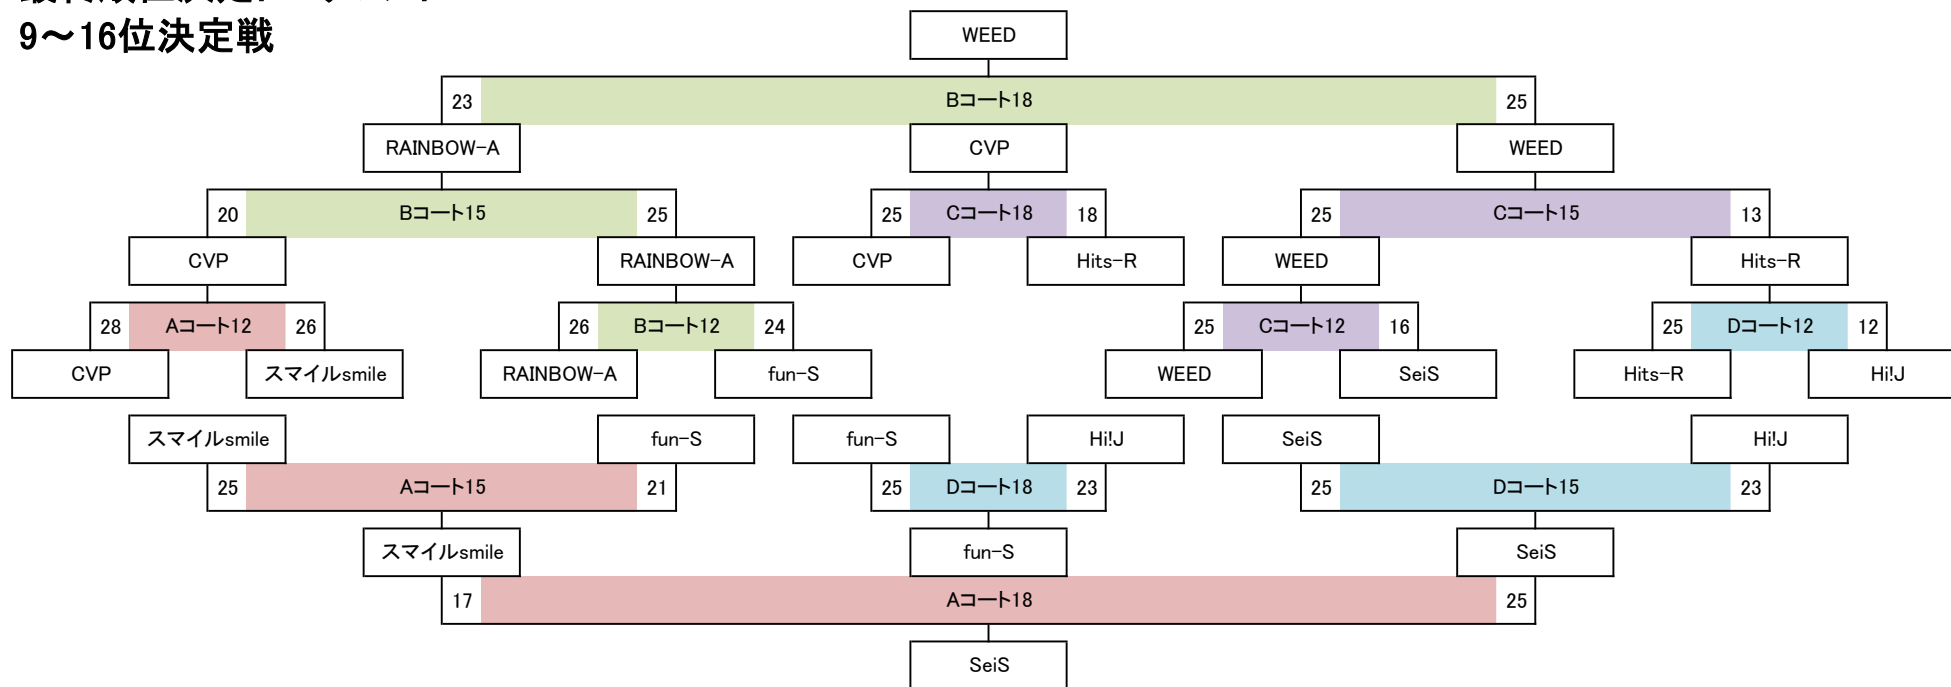 9～16位決定戦
WEED
23 Bコート18 25
RAINBOW-A CVP WEED
20 Bコート15 25 25 Cコート18 18 25 Cコート15 13
CVP RAINBOW-A CVP Hits-R WEED Hits-R
28 Aコート12 26 26 Bコート12 24 25 Cコート12 16 25 Dコート12 12
CVP スマイルsmile RAINBOW-A fun-S WEED SeiS Hits-R Hi!J
スマイルsmile fun-S fun-S Hi!J SeiS Hi!J
25 Aコート15 21 25 Dコート18 23 25 Dコート15 23
スマイルsmile fun-S SeiS
17 Aコート18 25
SeiS